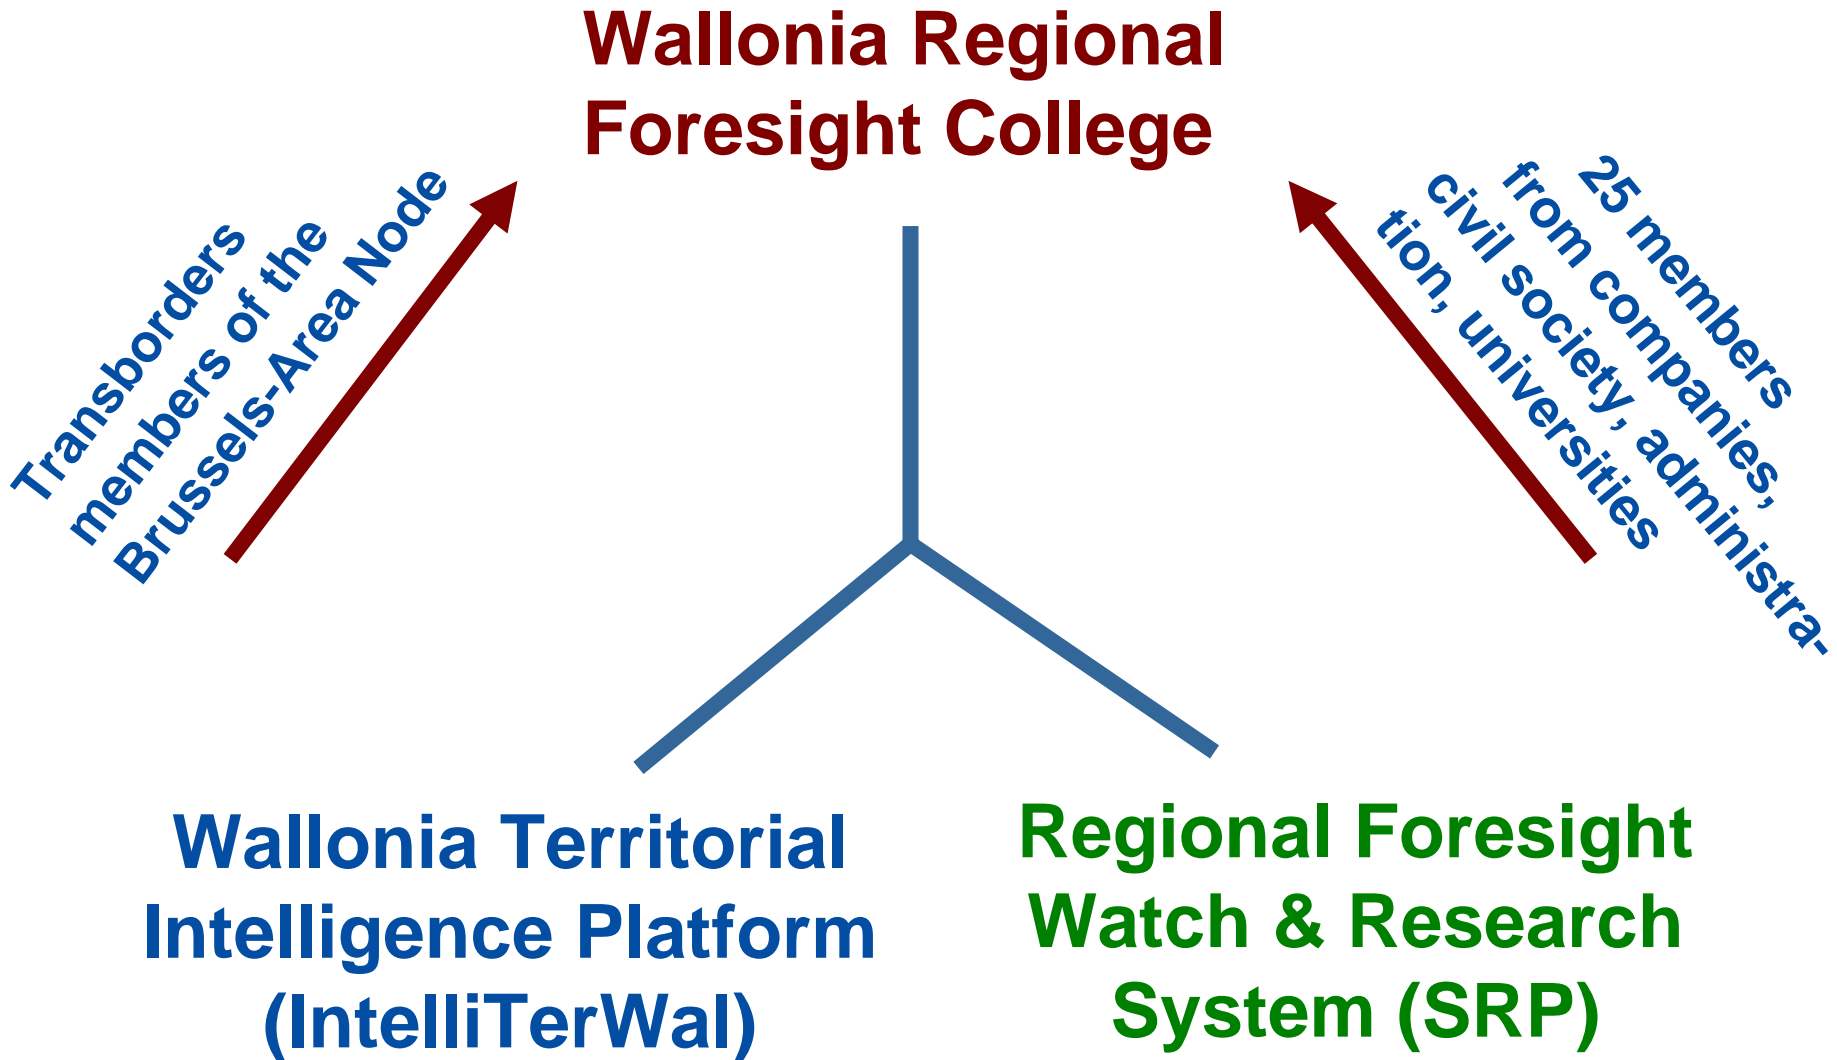 Wallonia Regional
Foresight College
Transborders
members of the
Brussels-Area Node
25 members
from companies,
civil society, administra-
tion, universities
Wallonia Territorial
Intelligence Platform
(IntelliTerWal)
Regional Foresight
Watch & Research
System (SRP)